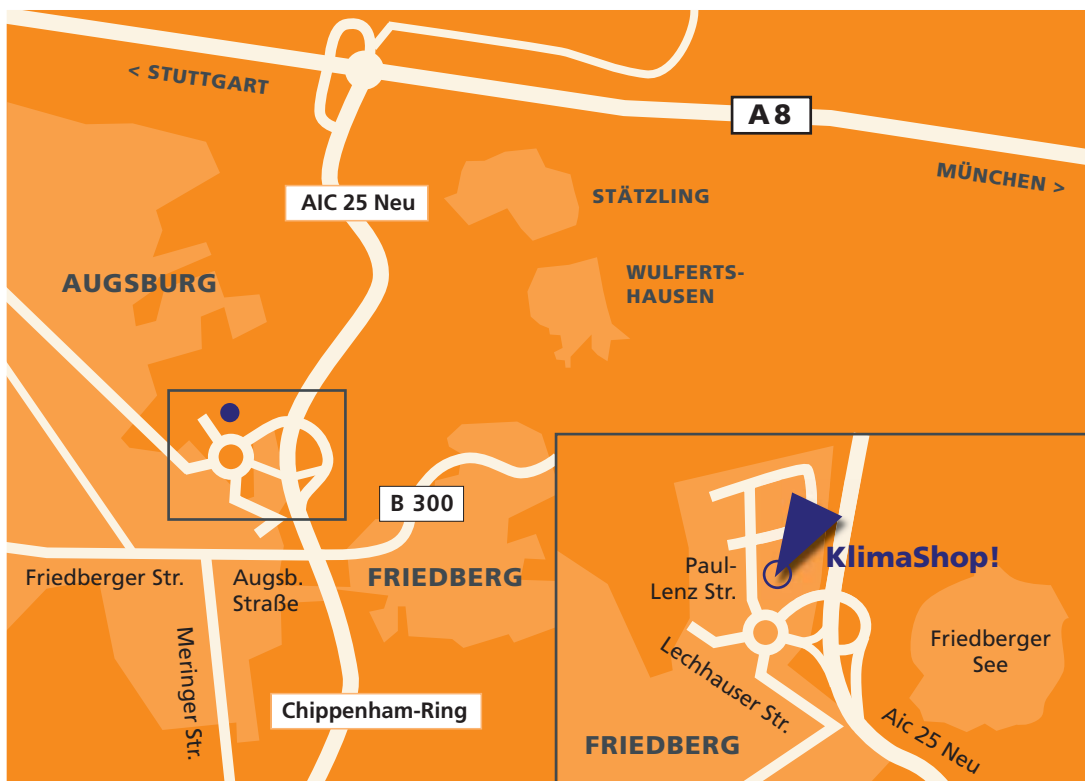 < STUTTGART
A 8
MÜNCHEN >
AIC 25 Neu
STÄTZLING
AUGSBURG
WULFERTS-
HAUSEN
B 300
Friedberger Str.
Augsb.
Straße
FRIEDBERG
Meringer Str.
Chippenham-Ring
KlimaShop!
Paul-
Lenz Str.
Lechhauser Str.
Friedberger
See
Aic 25 Neu
FRIEDBERG